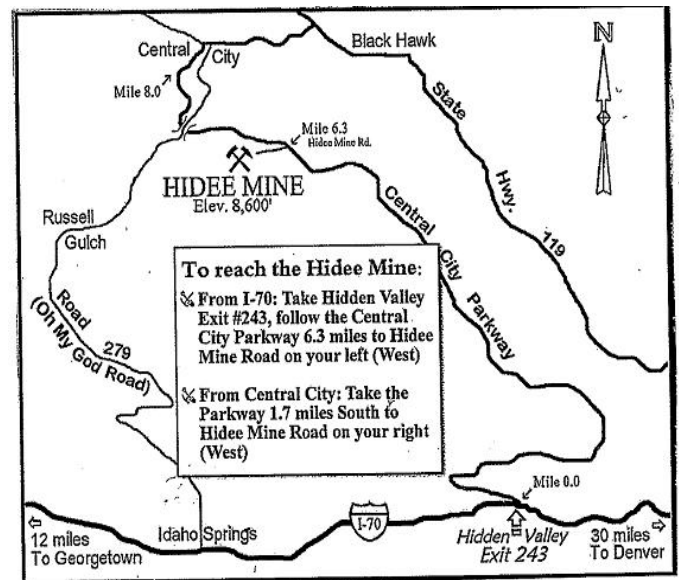 Central
City
Black Hawk
N
Mile 8.0
State
Mile 6.3
Hidee Mine Rd.
HIDEE MINE
Elev. 8,600'
Hwy.
119
Central
City
Parkway
Russell
Gulch
Road
279
(Oh My God Road)
To reach the Hidee Mine:
From I-70: Take Hidden Valley
Exit #243, follow the Central
City Parkway 6.3 miles to Hidee
Mine Road on your left (West)
From Central City: Take the
Parkway 1.7 miles South to
Hidee Mine Road on your right
(West)
Mile 0.0
12 miles
To Georgetown
Idaho Springs
I-70
Hidden Valley
Exit 243
30 miles
To Denver